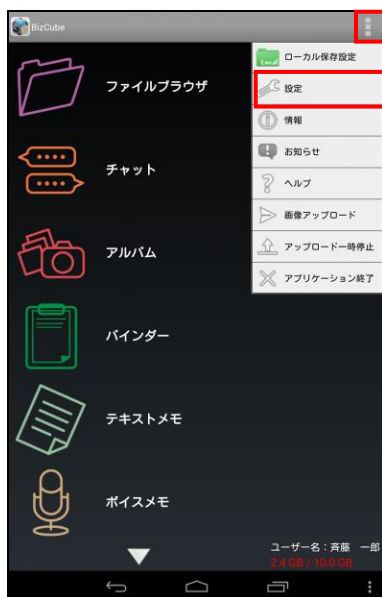 BizCube
ローカル保存設定
Local
ファイルブラウザ
設定
情報
お知らせ
チャット
ヘルプ
画像アップロード
アルバム
アップロード一時停止
アプリケーション終了
バインダー
テキストメモ
ボイスメモ
ユーザー名：斉藤　一郎
2.4 GB / 10.0 GB